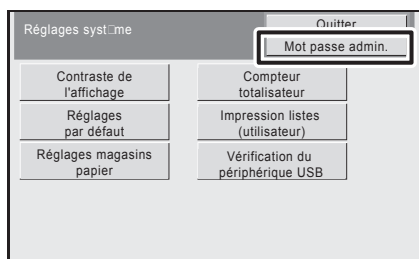 Réglages syst□me
Quitter
Mot passe admin.
Contraste de
l'affichage
Compteur
totalisateur
Réglages
par défaut
Impression listes
(utilisateur)
Réglages magasins
papier
Vérification du
périphérique USB